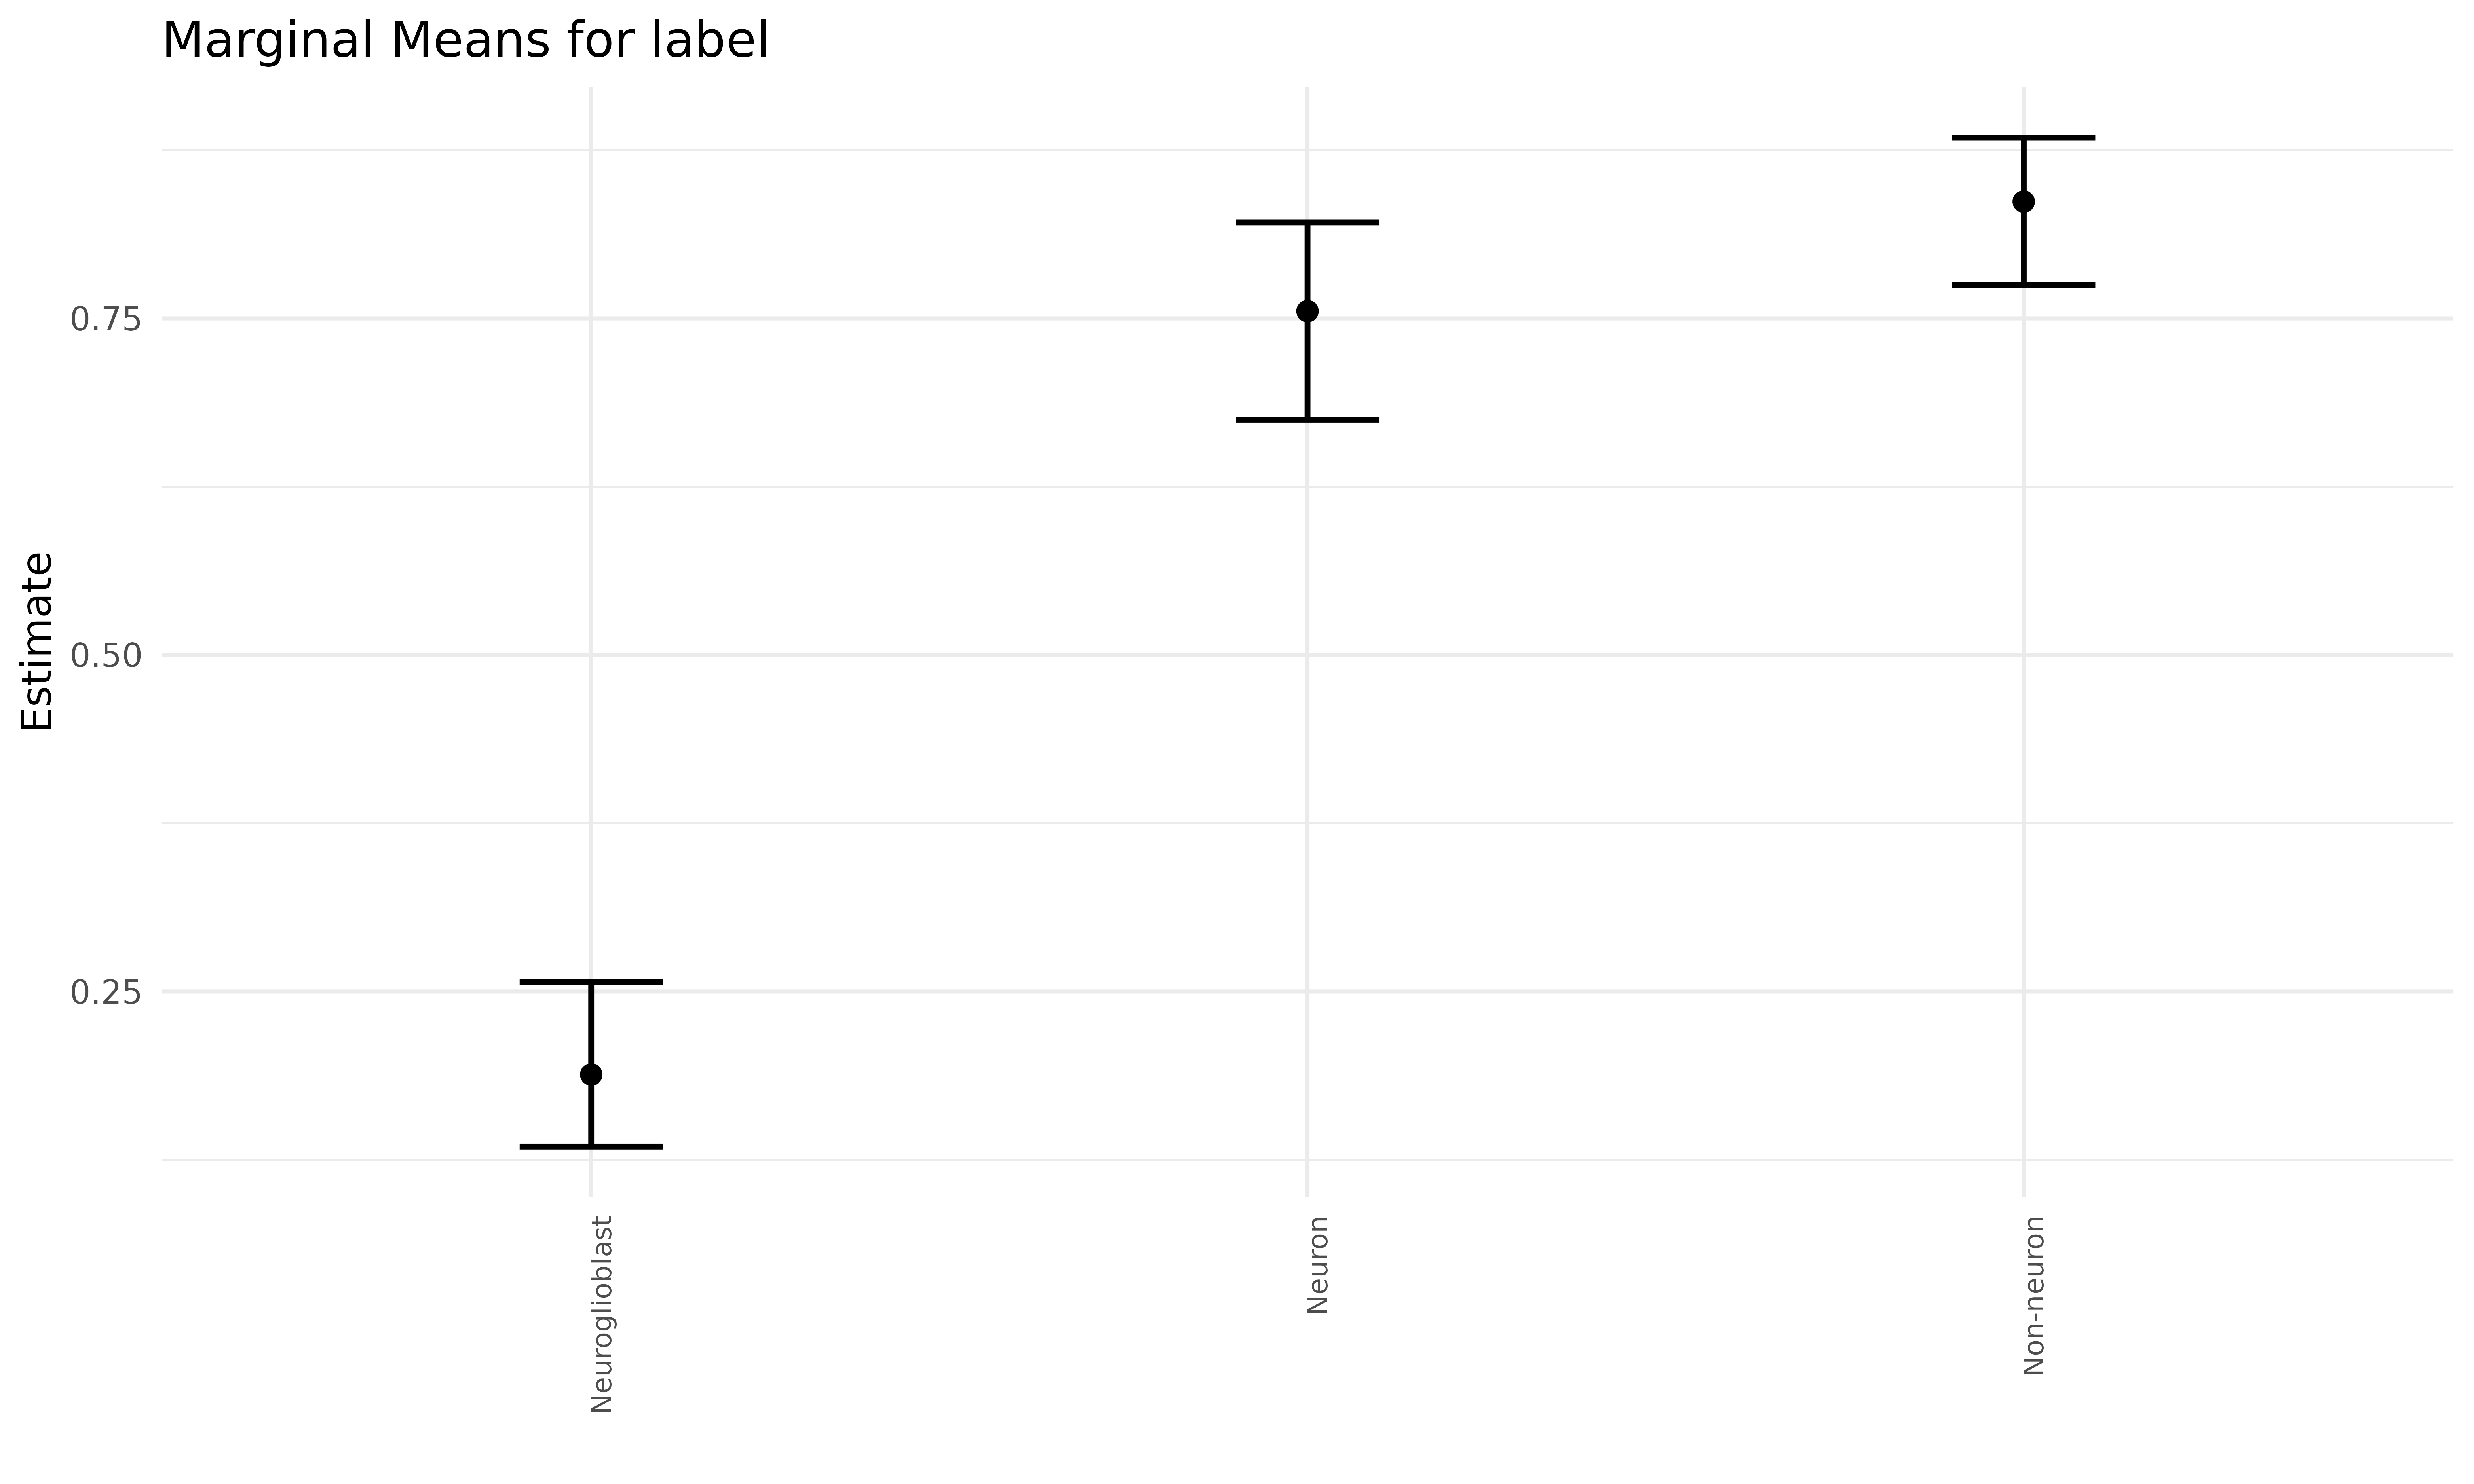 Marginal Means for label
Estimate
0.75
0.50
0.25
Neuroglioblast
Neuron
Non-neuron